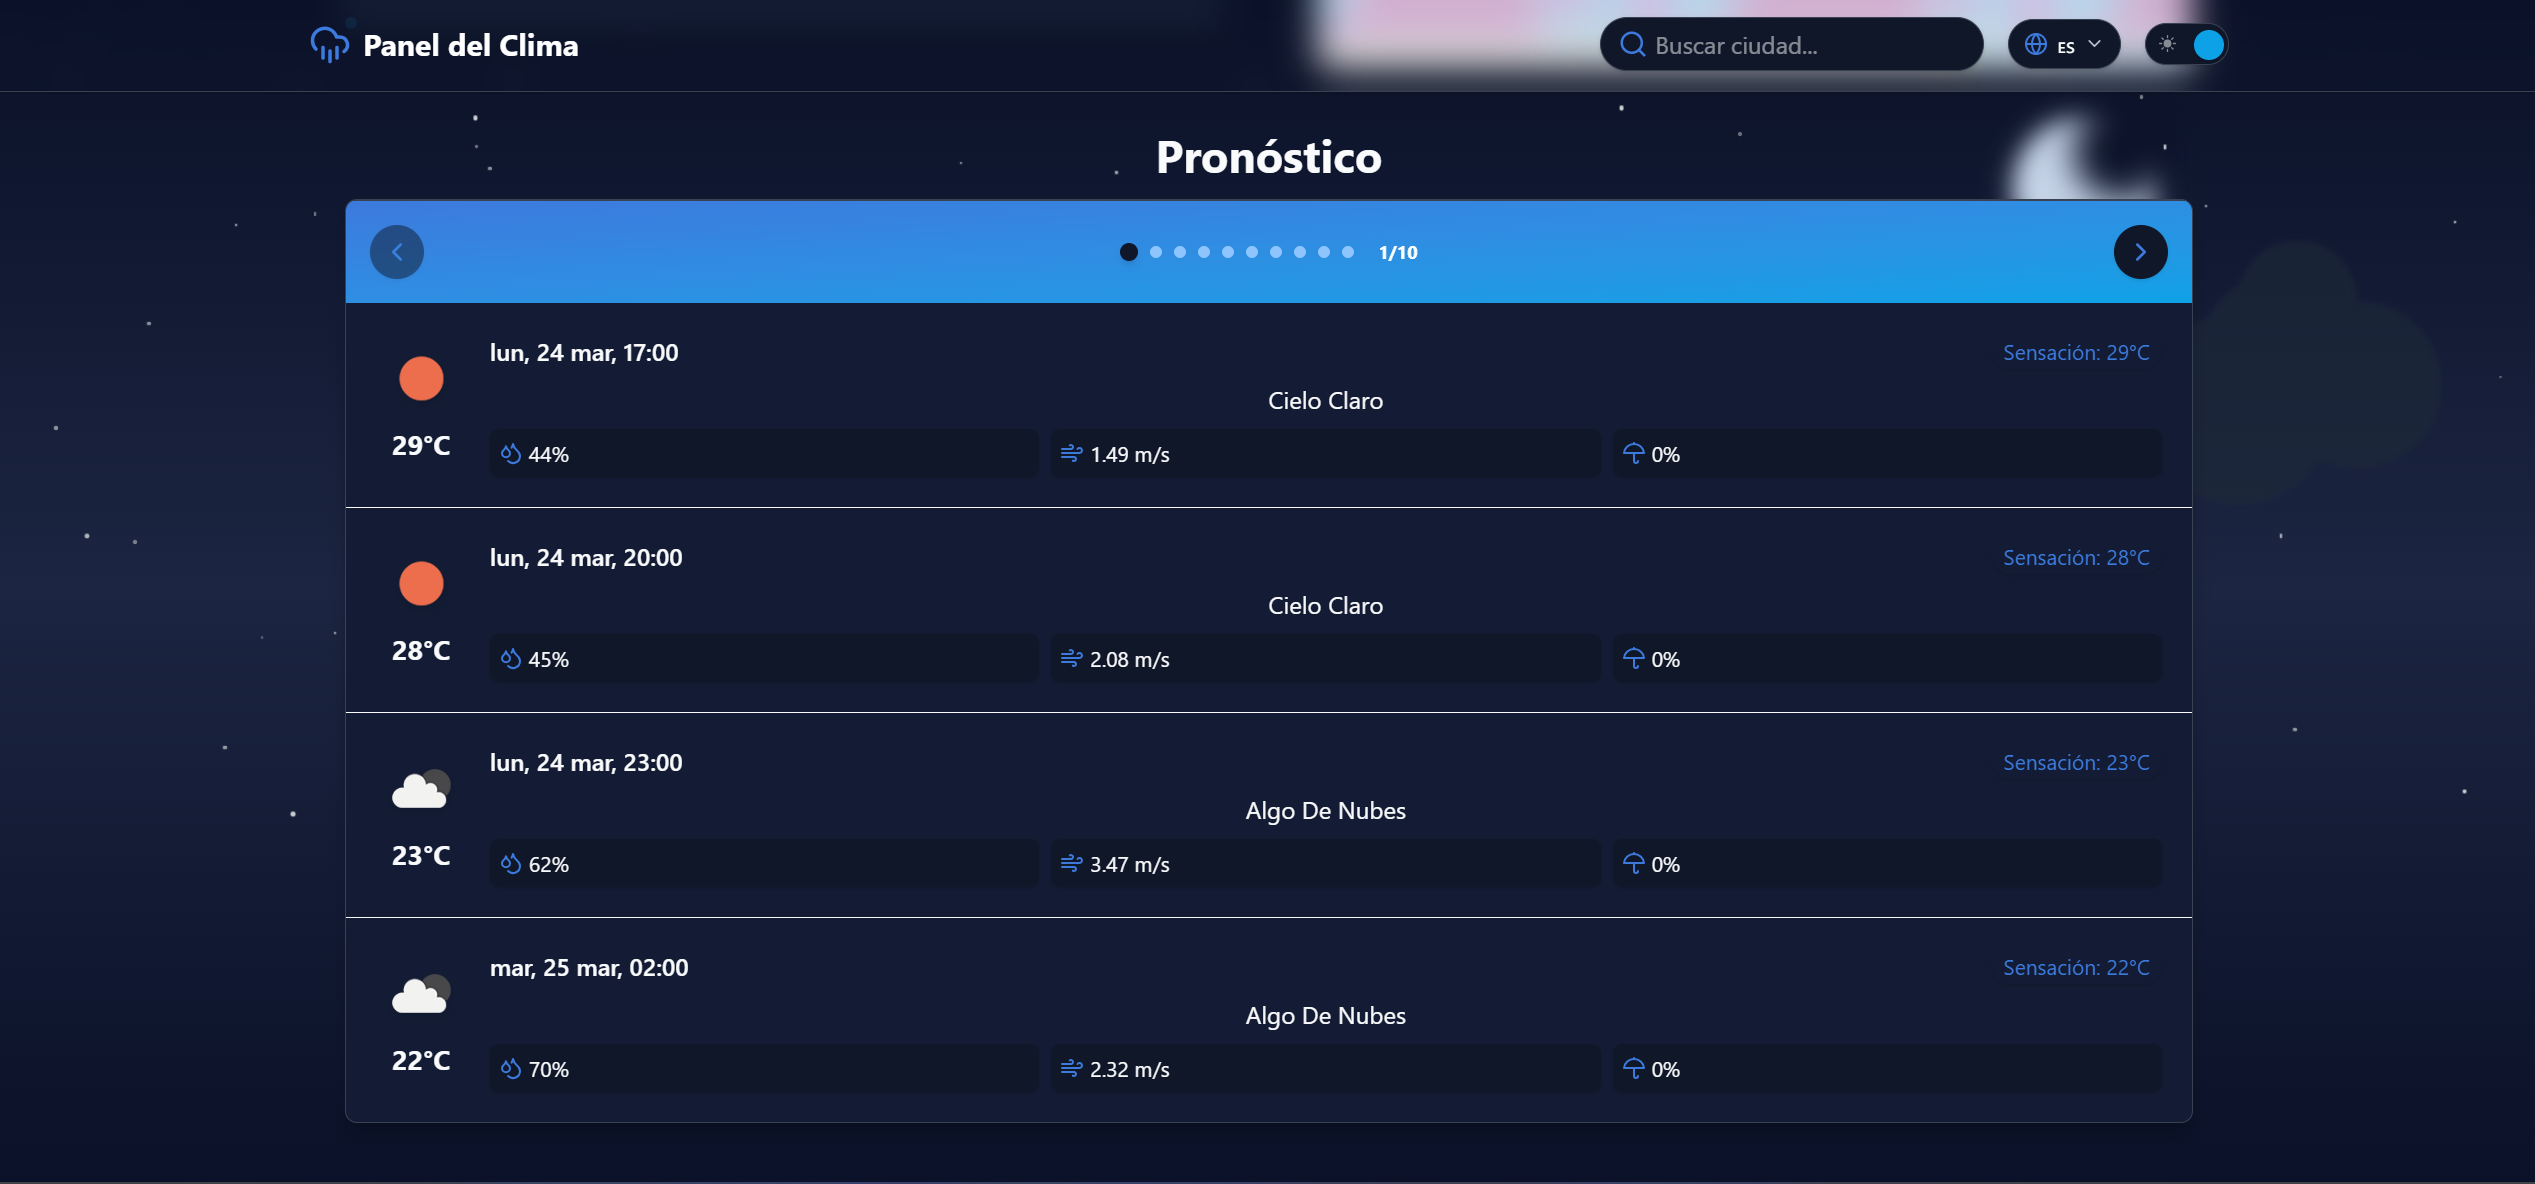 Panel del Clima
Buscar ciudad...
ES
Pronóstico
1/10
lun, 24 mar, 17:00
Sensación: 29°C
Cielo Claro
29°C
44%
1.49 m/s
0%
lun, 24 mar, 20:00
Sensación: 28°C
Cielo Claro
28°C
45%
2.08 m/s
0%
lun, 24 mar, 23:00
Sensación: 23°C
Algo De Nubes
23°C
62%
3.47 m/s
0%
mar, 25 mar, 02:00
Sensación: 22°C
Algo De Nubes
22°C
70%
2.32 m/s
0%